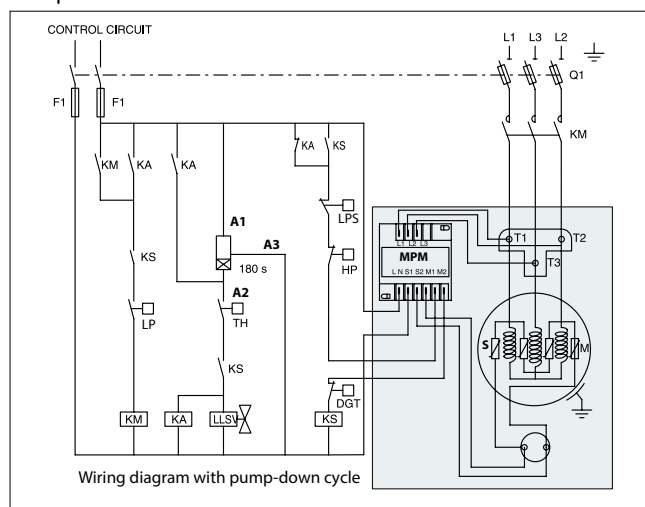 CONTROL CIRCUIT
L1 L3 L2
F1 F1
Q1
KM
KM KA KA KA KS
A1
LPS
A3
180 s
L1 L2 L3
MPM
L N S1 S2 M1 M2
T1 T2
T3
KS
HP
A2
TH
LP
KS
S M
DGT
KM KA LLSV KS
Wiring diagram with pump-down cycle